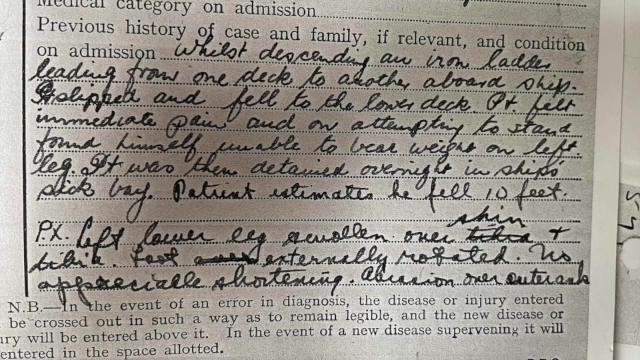 Medical category on admission
Previous history of case and family, if relevant, and condition
on admission Whilst descending an iron ladder
leading from one deck to another aboard ship.
slipped and fell to the lower deck Pt felt
immediate pain and on attempting to stand
found himself unable to bear weight on left
leg. Pt was then detained overnight in ship's
sick bay. Patient estimates he fell 10 feet.
skin
P.X. Left lower leg swollen over tibia +
tibia. Foot externally rotated. No
appreciable shortening. Abrasion over outer
N.B.—In the event of an error in diagnosis, the disease or injury entered
be crossed out in such a way as to remain legible, and the new disease or
ury will be entered above it. In the event of a new disease supervening it will
entered in the space allotted.